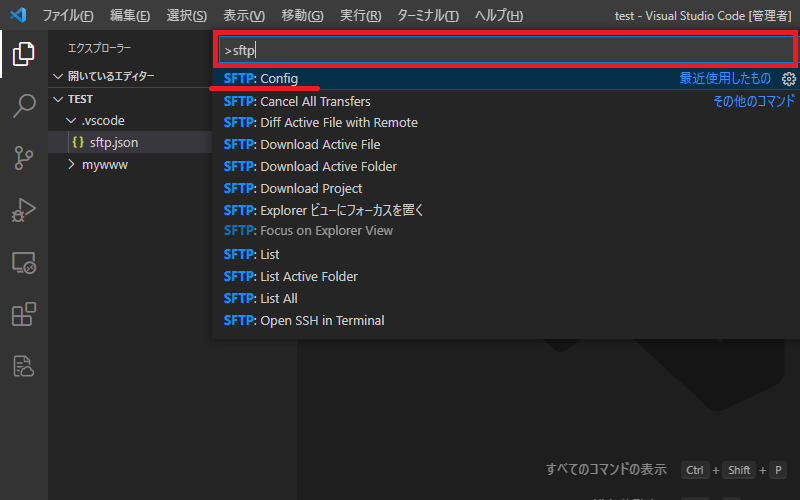 ファイル(F) 編集(E) 選択(S) 表示(V) 移動(G) 実行(R) ターミナル(T) ヘルプ(H) test - Visual Studio Code [管理者]
エクスプローラー
>sftp
開いているエディター
SFTP: Config 最近使用したもの
TEST
SFTP: Cancel All Transfers その他のコマンド
.vscode
SFTP: Diff Active File with Remote
{} sftp.json
SFTP: Download Active File
mywww
SFTP: Download Active Folder
SFTP: Download Project
SFTP: Explorer ビューにフォーカスを置く
SFTP: Focus on Explorer View
SFTP: List
SFTP: List Active Folder
SFTP: List All
SFTP: Open SSH in Terminal
すべてのコマンドの表示 Ctrl + Shift + P